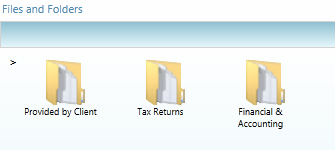 Files and Folders
>
Provided by Client
Tax Returns
Financial &
Accounting